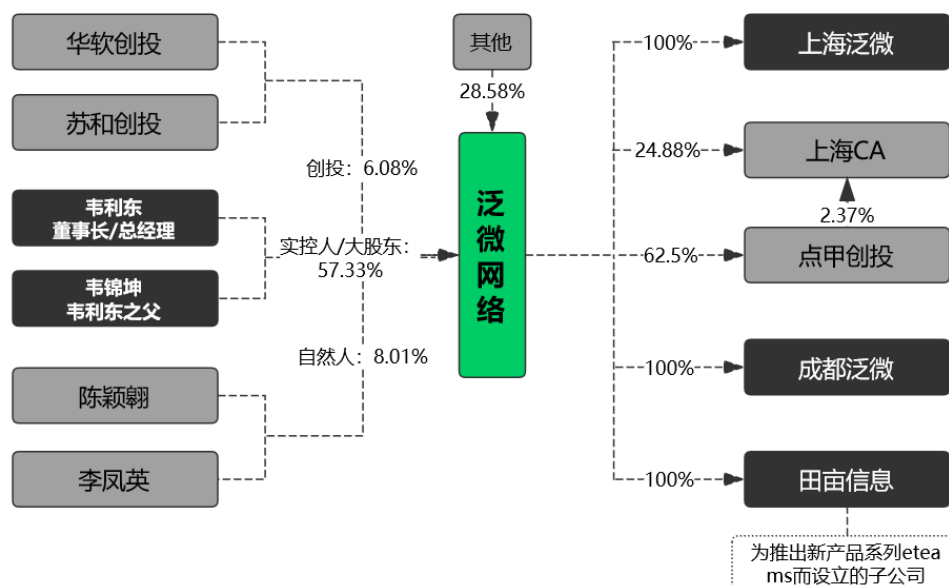 华软创投
苏和创投
韦利东
董事长/总经理
韦锦坤
韦利东之父
陈颖翱
李凤英
创投：6.08%
实控人/大股东：
57.33%
自然人：8.01%
其他
28.58%
泛微网络
100%
上海泛微
24.88%
上海CA
2.37%
62.5%
点甲创投
100%
成都泛微
100%
田亩信息
为推出新产品系列etea
ms而设立的子公司